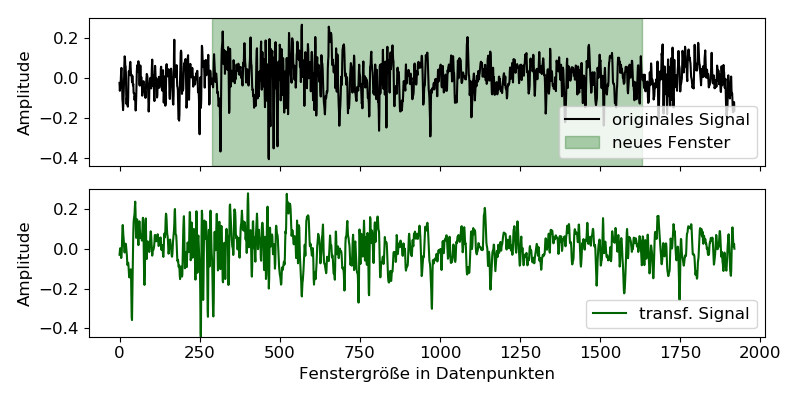 Amplitude
0.2
0.0
−0.2
−0.4
originales Signal
neues Fenster
Amplitude
0.2
0.0
−0.2
−0.4
transf. Signal
0 250 500 750 1000 1250 1500 1750 2000
Fenstergröße in Datenpunkten